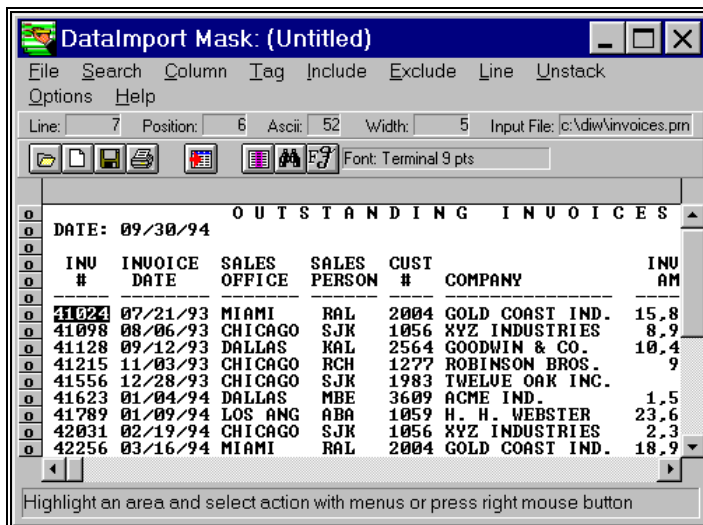 DataImport Mask: (Untitled)
File Search Column Tag Include Exclude Line Unstack
Options Help
Line: 7 Position: 6 Ascii: 52 Width: 5 Input File: c:\diw\invoices.prn
Font: Terminal 9 pts
o O U T S T A N D I N G I N V O I C E S
o DATE: 09/30/94
o
o INV INVOICE SALES SALES CUST INV
o # DATE OFFICE PERSON # COMPANY AM
o ----- -------- ------- ------ ---- ---------------- ----
o 41024 07/21/93 MIAMI RAL 2004 GOLD COAST IND. 15,8
o 41098 08/06/93 CHICAGO SJK 1056 XYZ INDUSTRIES 8,9
o 41128 09/12/93 DALLAS KAL 2564 GOODWIN & CO. 10,4
o 41215 11/03/93 CHICAGO RCH 1277 ROBINSON BROS. 9
o 41556 12/28/93 CHICAGO SJK 1983 TWELVE OAK INC.
o 41623 01/04/94 DALLAS MBE 3609 ACME IND. 1,5
o 41789 01/09/94 LOS ANG ABA 1059 H. H. WEBSTER 23,6
o 42031 02/19/94 CHICAGO SJK 1056 XYZ INDUSTRIES 2,3
o 42256 03/16/94 MIAMI RAL 2004 GOLD COAST IND. 18,9
Highlight an area and select action with menus or press right mouse button